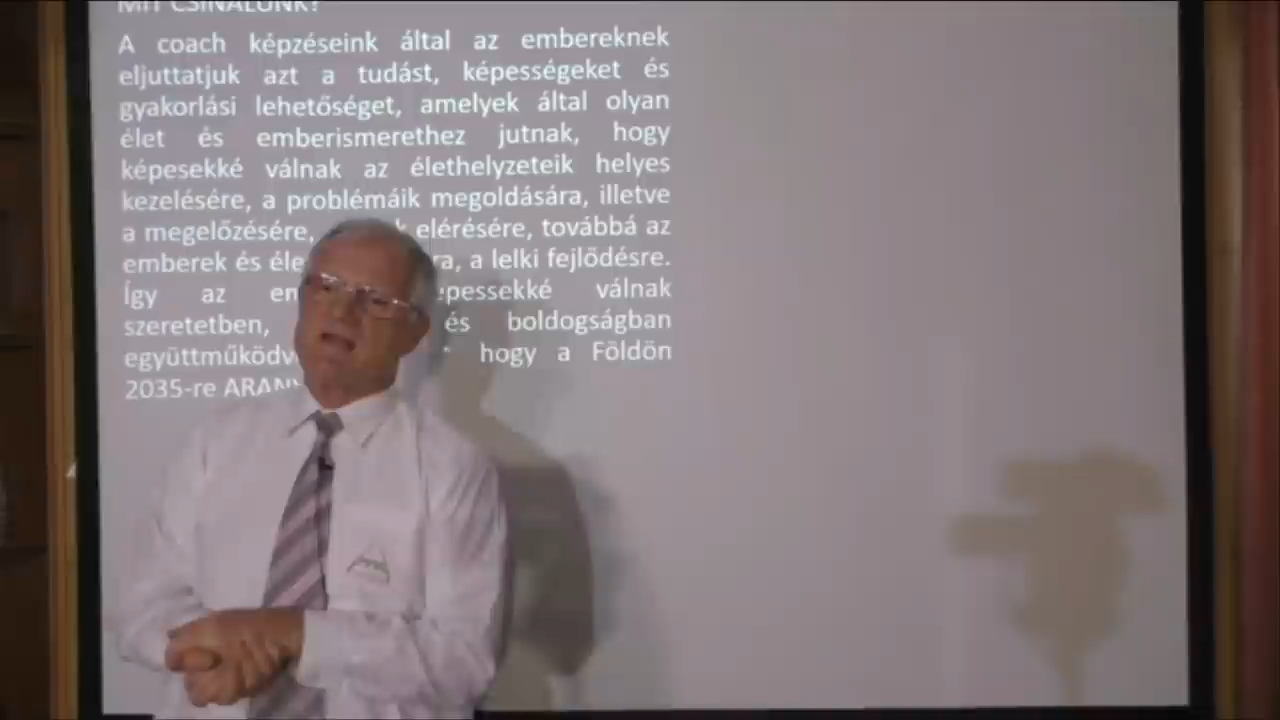 MIT CSINÁLUNK?
A coach képzéseink által az embereknek
eljuttatjuk azt a tudást, képességeket és
gyakorlási lehetőséget, amelyek által olyan
élet és emberismerethez jutnak, hogy
képesekké válnak az élethelyzeteik helyes
kezelésére, a problémáik megoldására, illetve
a megelőzésére, elérésére, továbbá az
emberek és a lelki fejlődésre.
Így az válnak
szeretetben, és boldogságban
hogy a Földön
2035-re